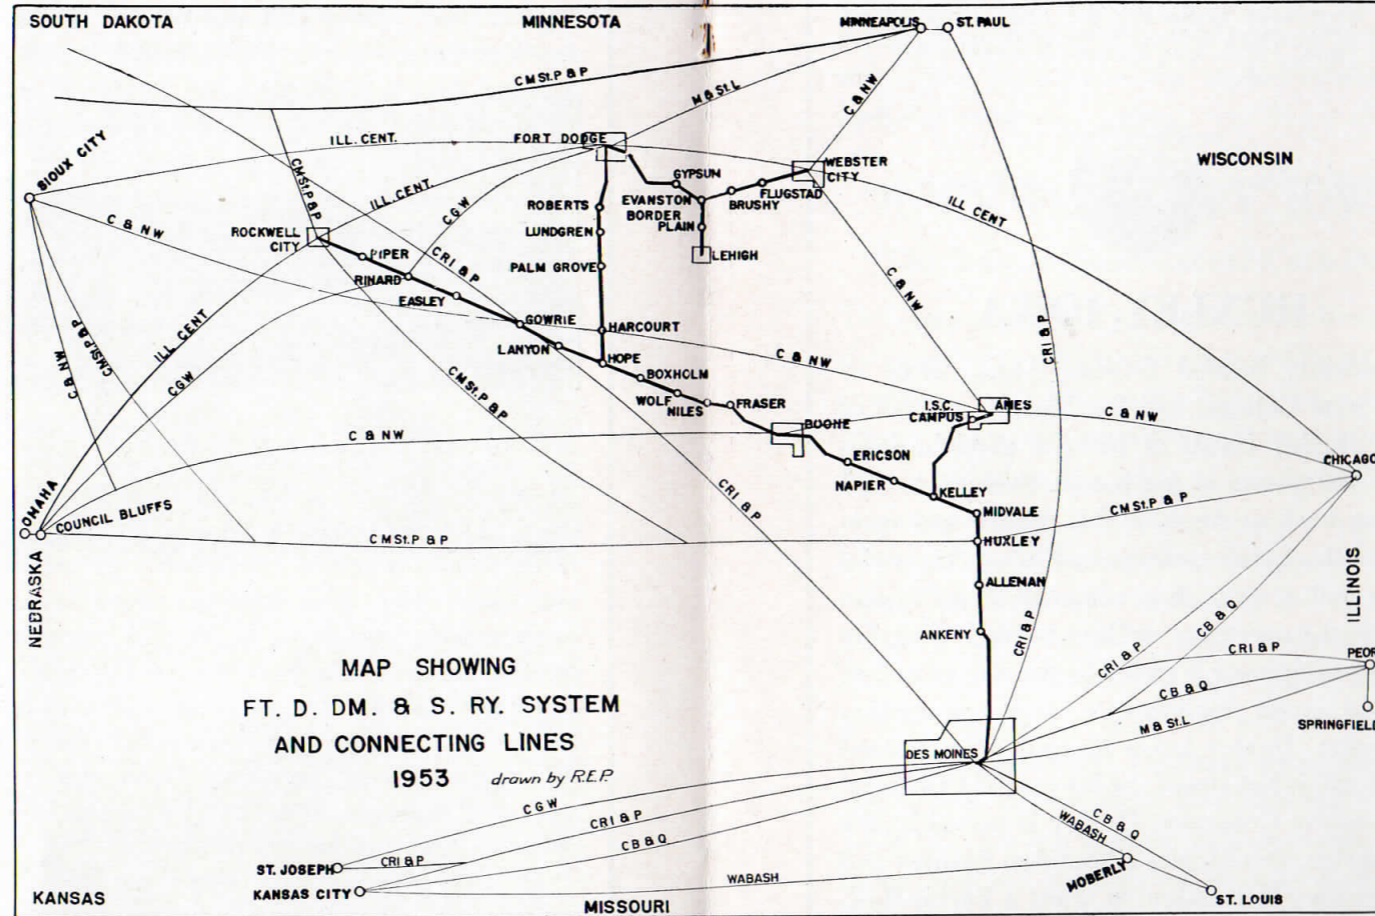 SOUTH DAKOTA
MINNESOTA
MINNEAPOLIS
ST. PAUL
CMSt.P & P
M & St.L
C & NW
ILL. CENT.
FORT DODGE
WEBSTER
CITY
WISCONSIN
SIOUX CITY
CMSt.P & P
ILL. CENT.
CGW
GYPSUM
FLUGSTAD
EVANSTON
BRUSHY
BORDER
PLAIN
LEHIGH
ILL CENT
C & NW
ROBERTS
LUNDGREN
PALM GROVE
ROCKWELL
CITY
PIPER
RINARD
EASLEY
CRI & P
GOWRIE
HARCOURT
LANYON
HOPE
BOXHOLM
WOLF
NILES
FRASER
C & NW
CRI & P
C & NW
CMSt.P & P
C & NW
ILL CENT
CGW
CMSt.P & P
C & NW
I.S.C.
CAMPUS
AMES
C & NW
BOONE
ERICSON
NAPIER
KELLEY
MIDVALE
HUXLEY
ALLEMAN
ANKENY
CHICAGO
CMSt.P & P
CRI & P
OMAHA
COUNCIL BLUFFS
NEBRASKA
CMSt.P & P
ILLINOIS
CRI & P
CRI & P
CB & Q
CRI & P
CB & Q
M & St.L
PEOR
SPRINGFIELD
DES MOINES
MAP SHOWING
FT. D. DM. & S. RY. SYSTEM
AND CONNECTING LINES
1953 drawn by R.E.P.
CGW
CRI & P
CB & Q
ST. JOSEPH
CRI & P
KANSAS CITY
WABASH
WABASH
CB & Q
MOBERLY
ST. LOUIS
KANSAS
MISSOURI